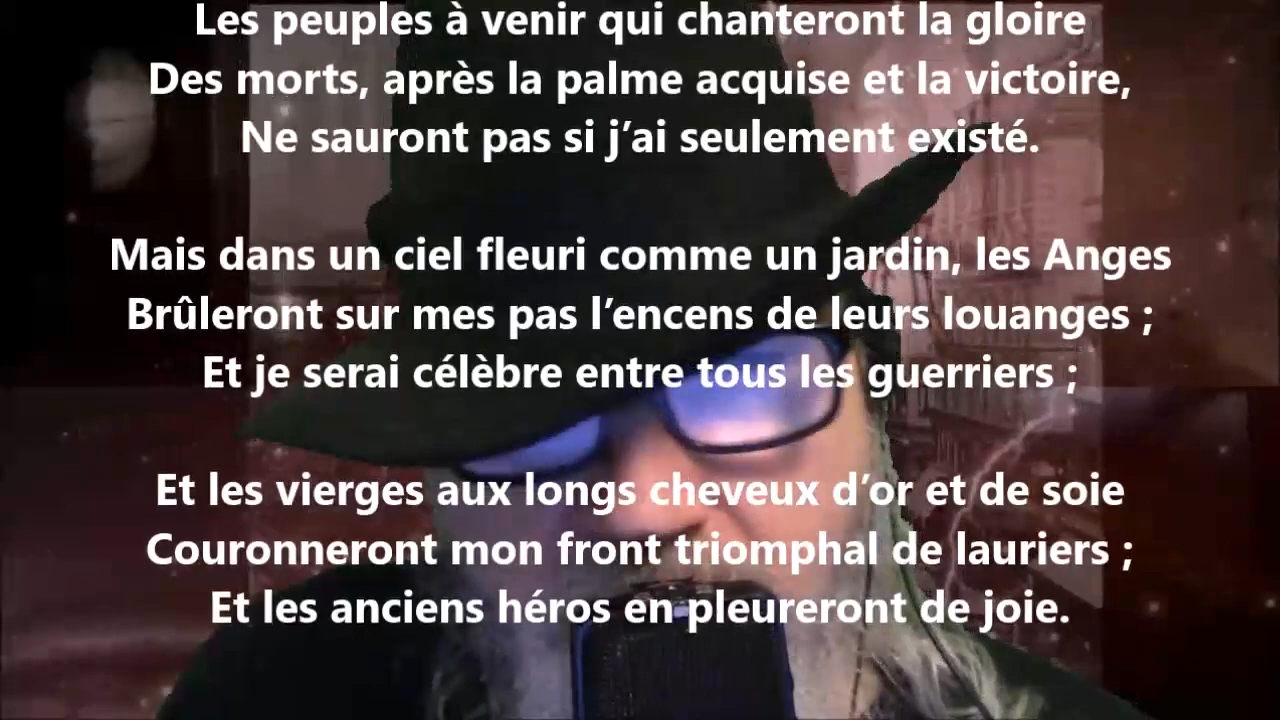 Les peuples à venir qui chanteront la gloire
Des morts, après la palme acquise et la victoire,
Ne sauront pas si j’ai seulement existé.
Mais dans un ciel fleuri comme un jardin, les Anges
Brûleront sur mes pas l’encens de leurs louanges ;
Et je serai célèbre entre tous les guerriers ;
Et les vierges aux longs cheveux d’or et de soie
Couronneront mon front triomphal de lauriers ;
Et les anciens héros en pleureront de joie.